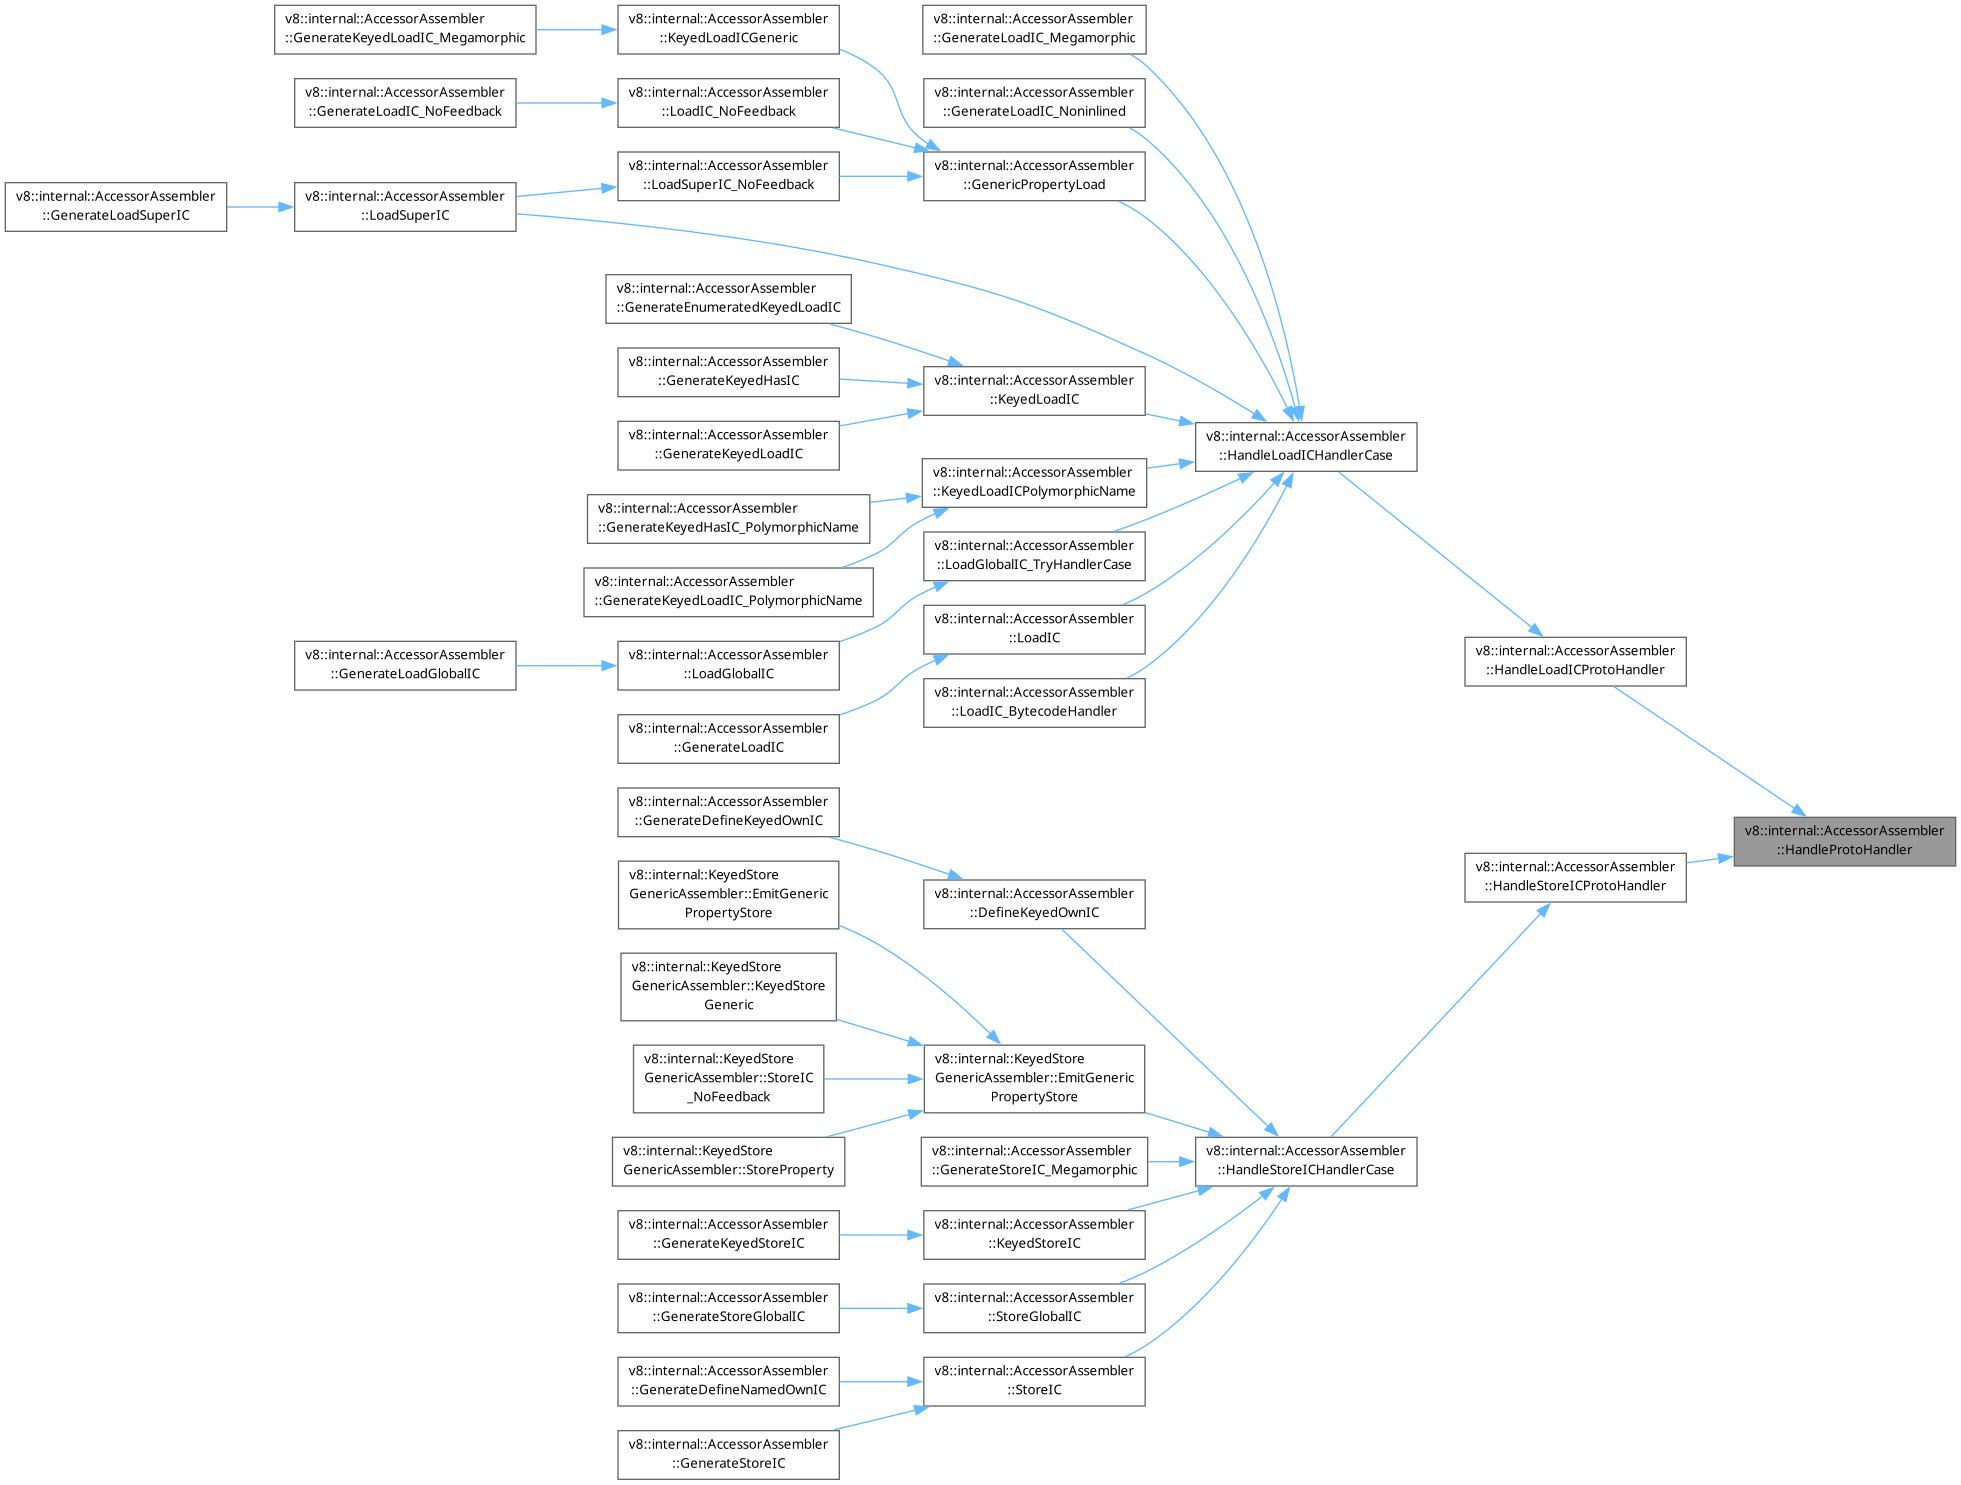 v8::internal::AccessorAssembler
::GenerateKeyedLoadIC_Megamorphic
v8::internal::AccessorAssembler
::KeyedLoadICGeneric
v8::internal::AccessorAssembler
::GenerateLoadIC_Megamorphic
v8::internal::AccessorAssembler
::GenerateLoadIC_NoFeedback
v8::internal::AccessorAssembler
::LoadIC_NoFeedback
v8::internal::AccessorAssembler
::GenerateLoadIC_Noninlined
v8::internal::AccessorAssembler
::LoadSuperIC_NoFeedback
v8::internal::AccessorAssembler
::GenericPropertyLoad
v8::internal::AccessorAssembler
::GenerateLoadSuperIC
v8::internal::AccessorAssembler
::LoadSuperIC
v8::internal::AccessorAssembler
::GenerateEnumeratedKeyedLoadIC
v8::internal::AccessorAssembler
::GenerateKeyedHasIC
v8::internal::AccessorAssembler
::KeyedLoadIC
v8::internal::AccessorAssembler
::GenerateKeyedLoadIC
v8::internal::AccessorAssembler
::HandleLoadICHandlerCase
v8::internal::AccessorAssembler
::KeyedLoadICPolymorphicName
v8::internal::AccessorAssembler
::GenerateKeyedHasIC_PolymorphicName
v8::internal::AccessorAssembler
::LoadGlobalIC_TryHandlerCase
v8::internal::AccessorAssembler
::GenerateKeyedLoadIC_PolymorphicName
v8::internal::AccessorAssembler
::LoadIC
v8::internal::AccessorAssembler
::GenerateLoadGlobalIC
v8::internal::AccessorAssembler
::LoadGlobalIC
v8::internal::AccessorAssembler
::HandleLoadICProtoHandler
v8::internal::AccessorAssembler
::LoadIC_BytecodeHandler
v8::internal::AccessorAssembler
::GenerateLoadIC
v8::internal::AccessorAssembler
::GenerateDefineKeyedOwnIC
v8::internal::AccessorAssembler
::HandleProtoHandler
v8::internal::KeyedStore
GenericAssembler::EmitGeneric
PropertyStore
v8::internal::AccessorAssembler
::DefineKeyedOwnIC
v8::internal::AccessorAssembler
::HandleStoreICProtoHandler
v8::internal::KeyedStore
GenericAssembler::KeyedStore
Generic
v8::internal::KeyedStore
GenericAssembler::StoreIC
_NoFeedback
v8::internal::KeyedStore
GenericAssembler::EmitGeneric
PropertyStore
v8::internal::KeyedStore
GenericAssembler::StoreProperty
v8::internal::AccessorAssembler
::GenerateStoreIC_Megamorphic
v8::internal::AccessorAssembler
::HandleStoreICHandlerCase
v8::internal::AccessorAssembler
::GenerateKeyedStoreIC
v8::internal::AccessorAssembler
::KeyedStoreIC
v8::internal::AccessorAssembler
::GenerateStoreGlobalIC
v8::internal::AccessorAssembler
::StoreGlobalIC
v8::internal::AccessorAssembler
::GenerateDefineNamedOwnIC
v8::internal::AccessorAssembler
::StoreIC
v8::internal::AccessorAssembler
::GenerateStoreIC